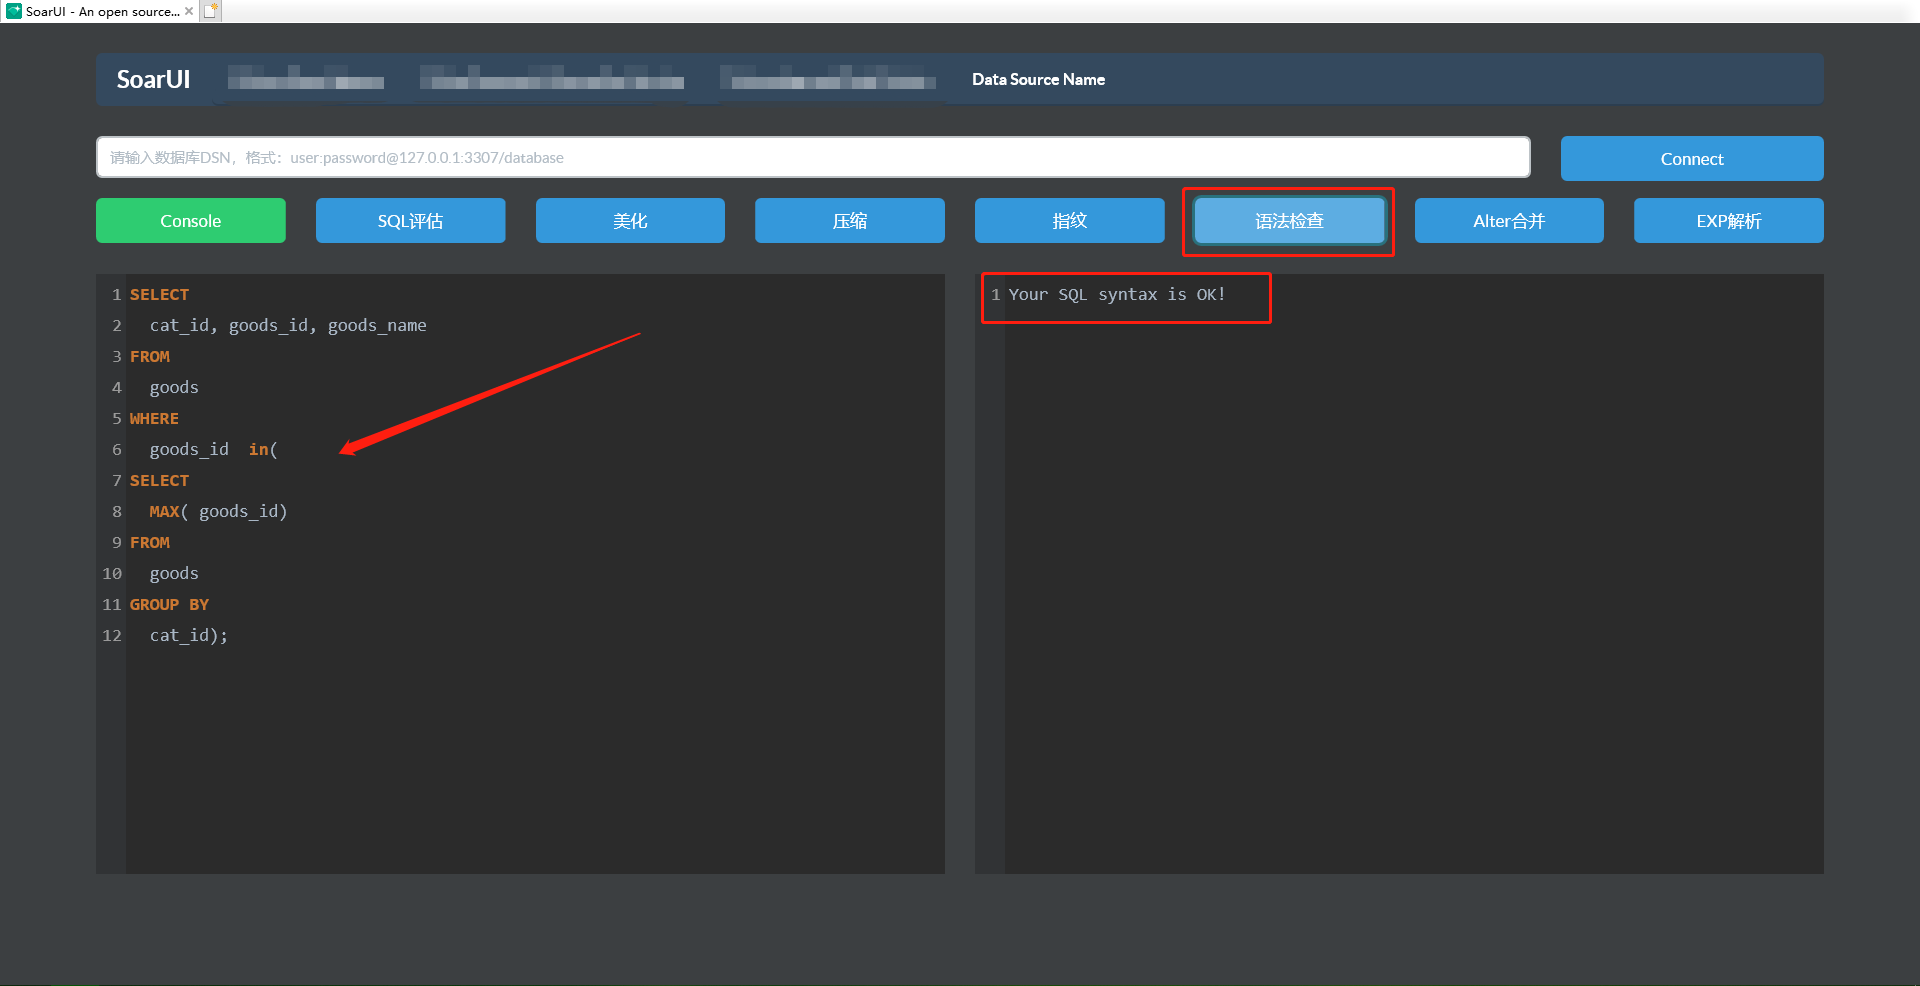 SoarUI - An open source...
SoarUI Data Source Name
请输入数据库DSN，格式：user:password@127.0.0.1:3307/database
Connect
Console SQL评估 美化 压缩 指纹 语法检查 Alter合并 EXP解析
1 SELECT
2 cat_id, goods_id, goods_name
3 FROM
4 goods
5 WHERE
6 goods_id  in(
7 SELECT
8 MAX( goods_id)
9 FROM
10 goods
11 GROUP BY
12 cat_id);
1 Your SQL syntax is OK!